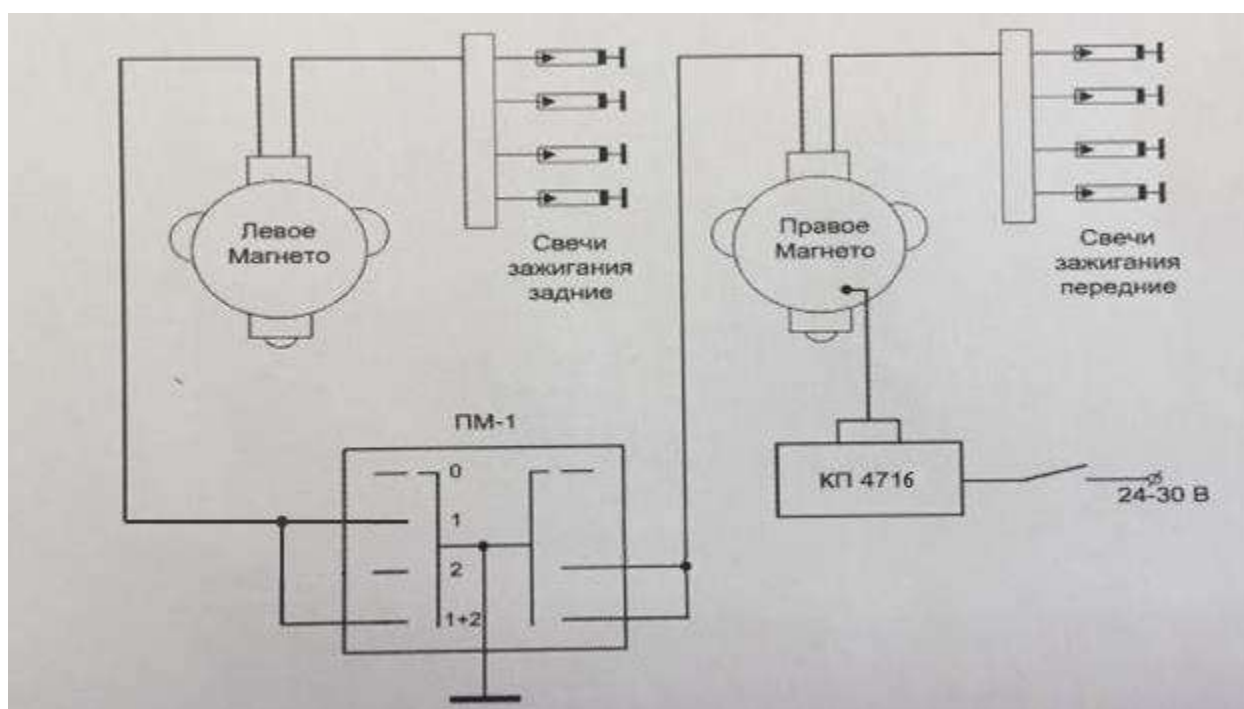 Левое
Магнето
Свечи
зажигания
задние
Правое
Магнето
Свечи
зажигания
передние
ПМ-1
0
1
2
1+2
КП 4716
24-30 В